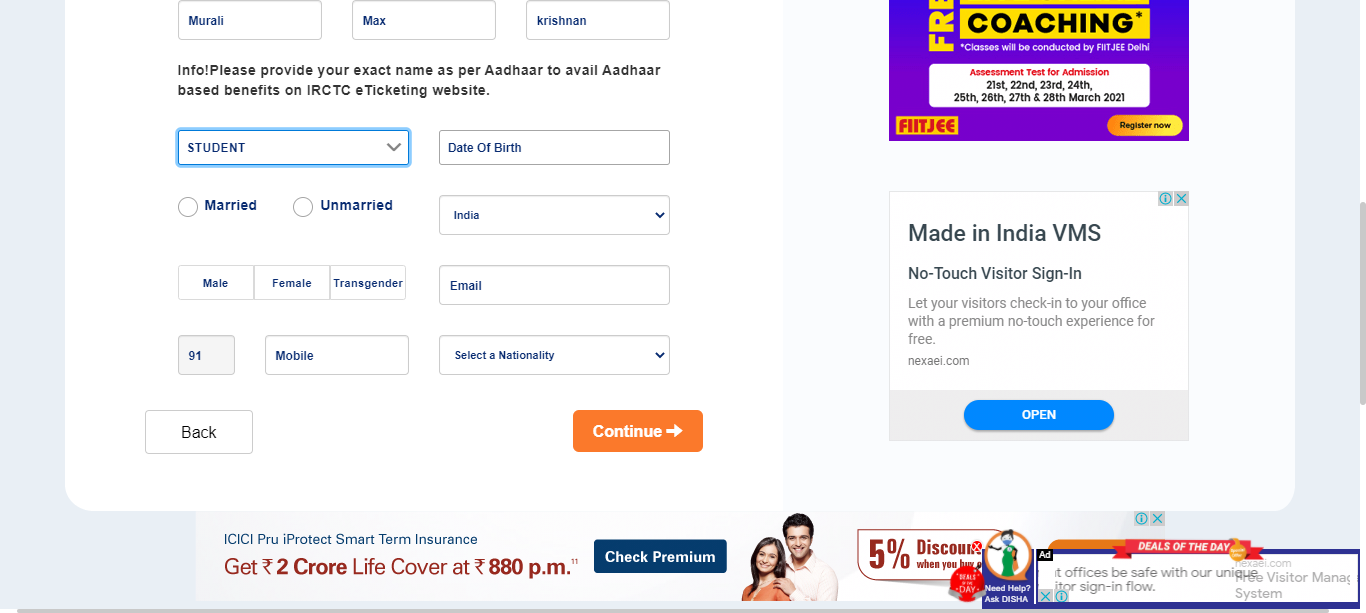 Murali
Max
krishnan
Info!Please provide your exact name as per Aadhaar to avail Aadhaar
based benefits on IRCTC eTicketing website.
STUDENT
Date Of Birth
Married
Unmarried
India
Male
Female
Transgender
Email
91
Mobile
Select a Nationality
Back
Continue
FREE
COACHING*
*Classes will be conducted by FIITJEE Delhi
Assessment Test for Admission
21st, 22nd, 23rd, 24th,
25th, 26th, 27th & 28th March 2021
FIITJEE
Register now
Made in India VMS
No-Touch Visitor Sign-In
Let your visitors check-in to your office
with a premium no-touch experience for
free.
nexaei.com
OPEN
ICICI Pru iProtect Smart Term Insurance
Get ₹ 2 Crore Life Cover at ₹ 880 p.m.11
Check Premium
5% Discount
when you buy
DEALS OF THE DAY
Need Help?
Ask DISHA
Ad
DEALS OF THE DAY
offices be safe with our unique
sign-in flow.
nexaei.com
Free Visitor Manag
System